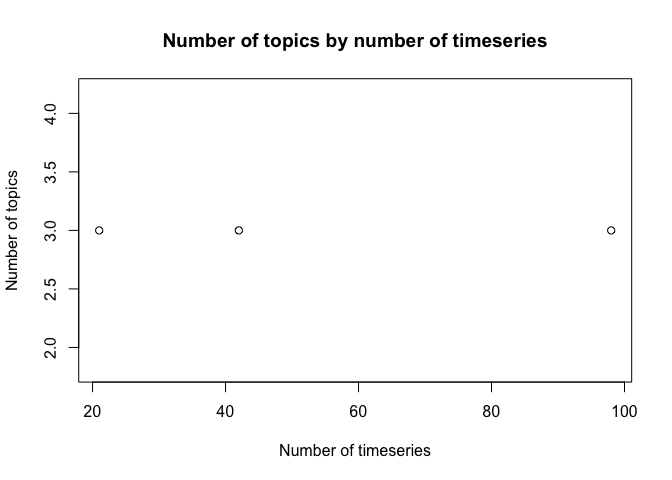 Number of topics by number of timeseries
4.0
3.5
3.0
2.5
2.0
Number of topics
20 40 60 80 100
Number of timeseries